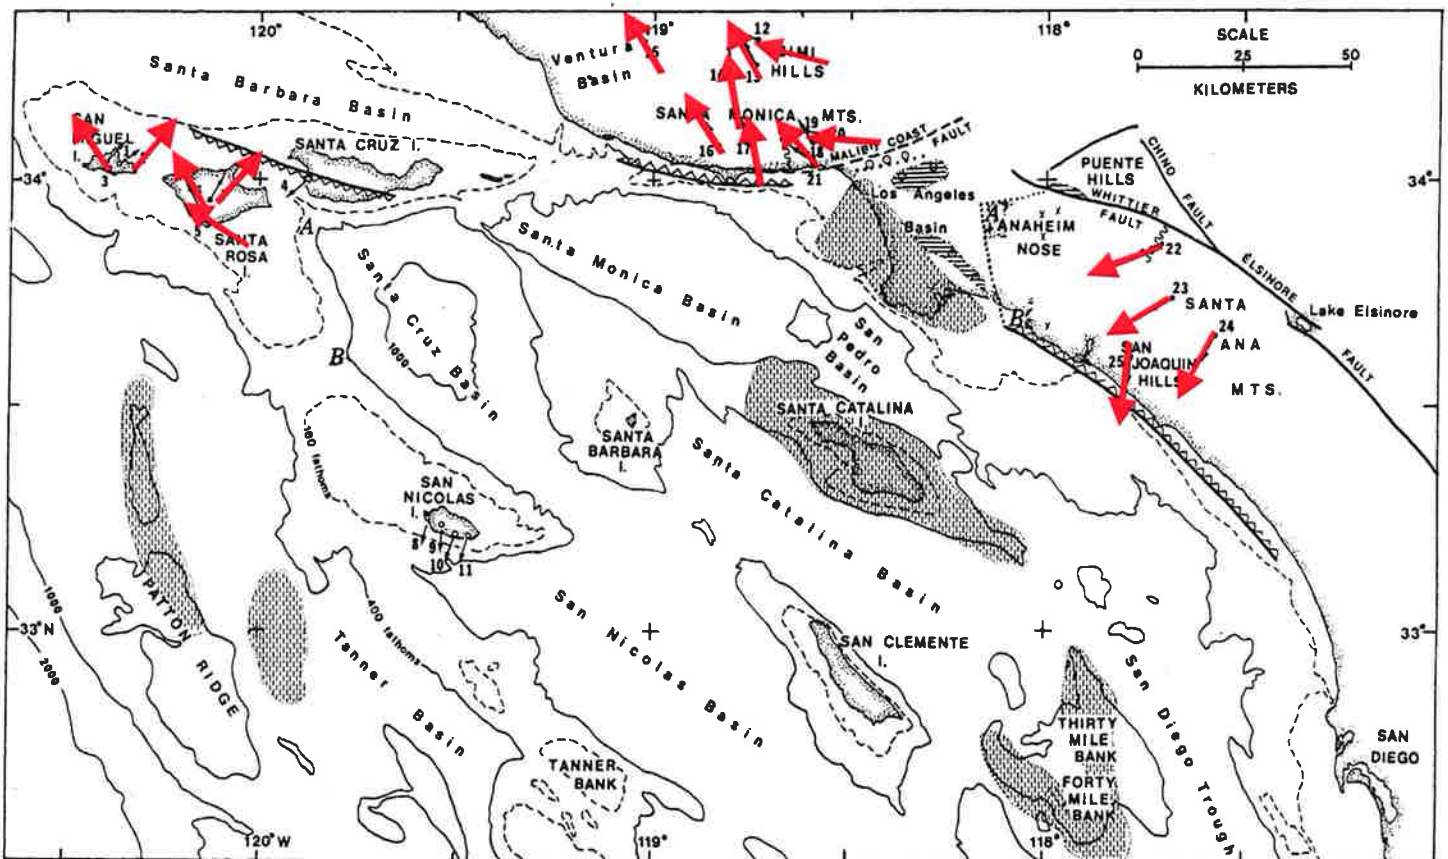 120°
119°
12
118°
SCALE
0 25 50
KILOMETERS
Ventura
Basin
HILLS
Santa Barbara Basin
MTS.
19
16
17
18
21
MALIBU COAST
FAULT
SANTA CRUZ I.
3
4
34°
34°
PUENTE
HILLS
CHINO
FAULT
WHITTIER
FAULT
Los Angeles
Basin
A'
ANAHEIM
NOSE
A
SANTA
ROSA
I.
Santa Monica Basin
22
ELSINORE
FAULT
23
SANTA
24
ANA
MTS.
Lake Elsinore
B'
SAN
JOAQUIN
HILLS
25
Santa Cruz Basin
1000
B
San
Pedro
Basin
SANTA CATALINA
I.
SANTA
BARBARA
I.
100 fathoms
SAN
NICOLAS
I.
8
9
10
11
Santa Catalina Basin
PATTON
RIDGE
1000
2000
33°N
33°
400 fathoms
Tanner
Basin
San Nicolas Basin
SAN CLEMENTE
I.
TANNER
BANK
THIRTY
MILE
BANK
FORTY
MILE
BANK
San Diego Trough
SAN
DIEGO
120°W
119°
118°